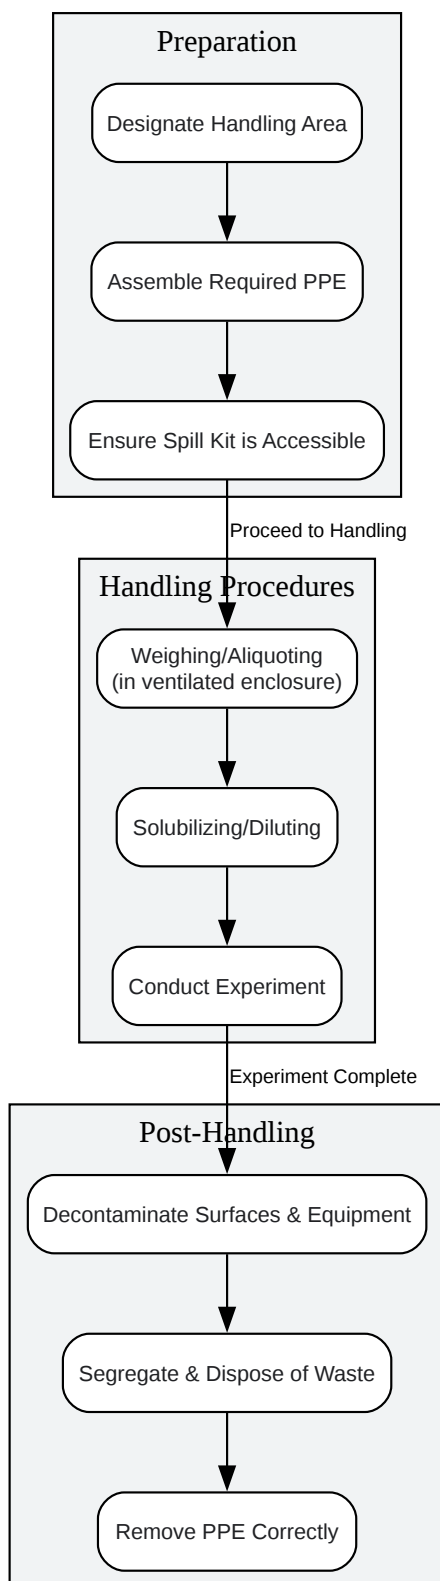 Preparation
Designate Handling Area
Assemble Required PPE
Ensure Spill Kit is Accessible
Proceed to Handling
Handling Procedures
Weighing/Aliquoting
(in ventilated enclosure)
Solubilizing/Diluting
Conduct Experiment
Experiment Complete
Post-Handling
Decontaminate Surfaces & Equipment
Segregate & Dispose of Waste
Remove PPE Correctly